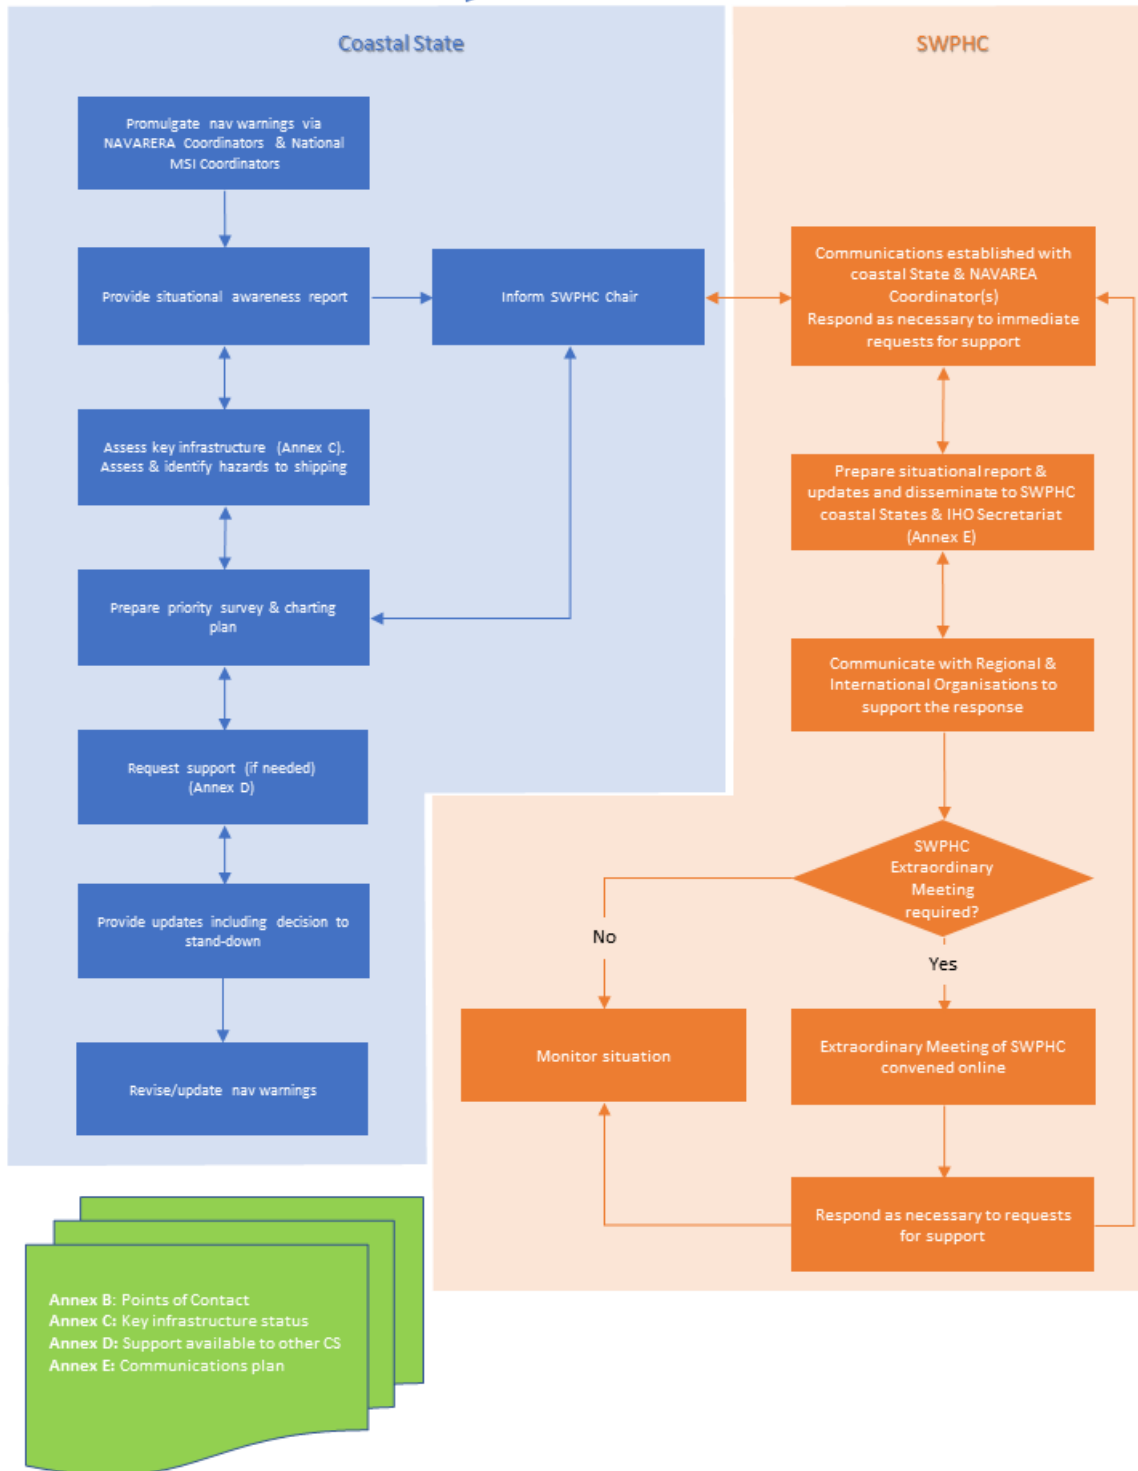 Coastal State
Promulgate nav warnings via
NAVARERA Coordinators & National
MSI Coordinators
Provide situational awareness report
Inform SWPHC Chair
Assess key infrastructure (Annex C).
Assess & identify hazards to shipping
Prepare priority survey & charting
plan
Request support (if needed)
(Annex D)
Provide updates including decision to
stand-down
Revise/update nav warnings
SWPHC
Communications established with
coastal State & NAVAREA
Coordinator(s)
Respond as necessary to immediate
requests for support
Prepare situational report &
updates and disseminate to SWPHC
coastal States & IHO Secretariat
(Annex E)
Communicate with Regional &
International Organisations to
support the response
SWPHC
Extraordinary
Meeting
required?
No
Yes
Monitor situation
Extraordinary Meeting of SWPHC
convened online
Respond as necessary to requests
for support
Annex B: Points of Contact
Annex C: Key infrastructure status
Annex D: Support available to other CS
Annex E: Communications plan